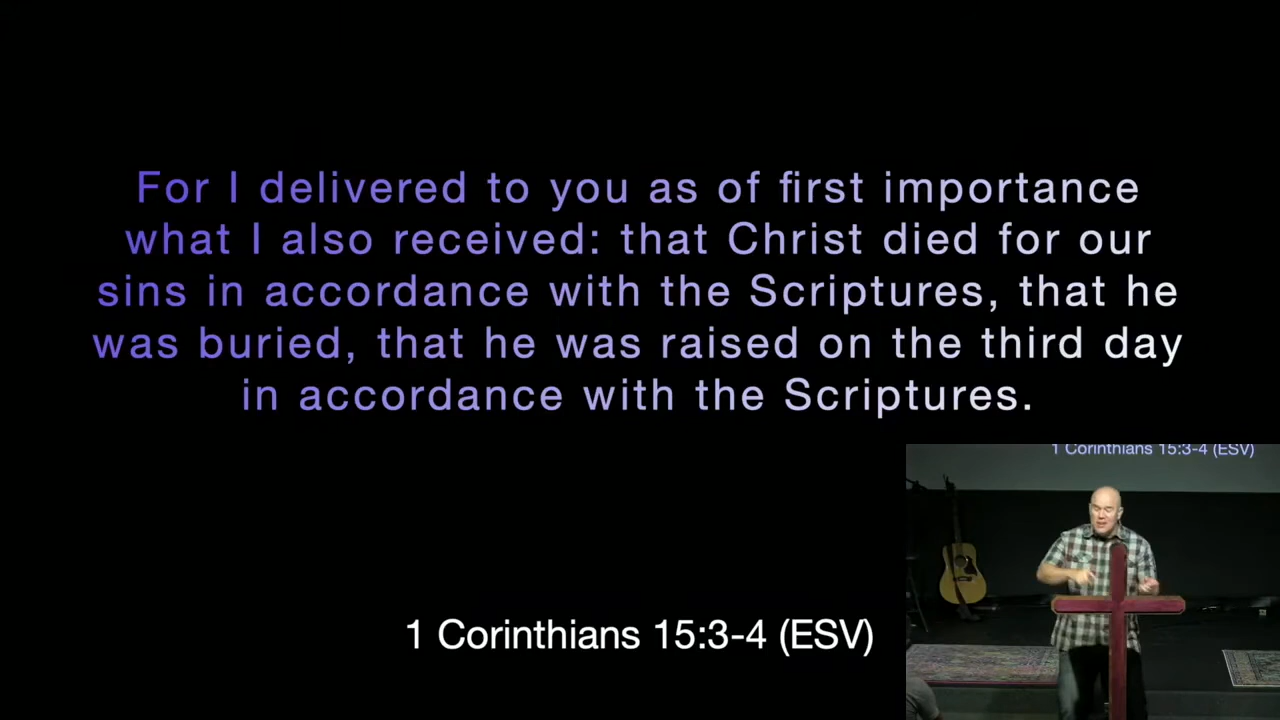 For I delivered to you as of first importance
what I also received: that Christ died for our
sins in accordance with the Scriptures, that he
was buried, that he was raised on the third day
in accordance with the Scriptures.
1 Corinthians 15:3-4 (ESV)
1 Corinthians 15:3-4 (ESV)